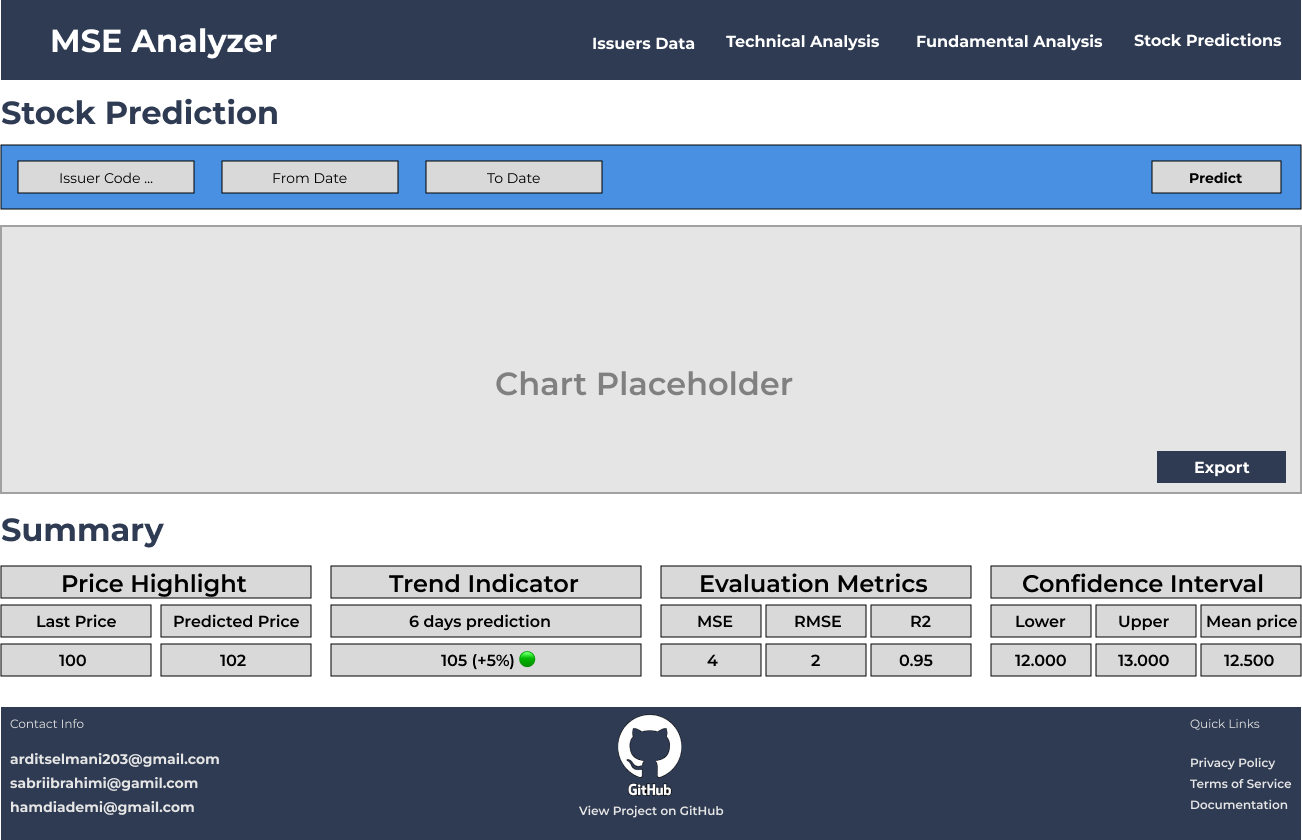 MSE Analyzer
Issuers Data
Technical Analysis
Fundamental Analysis
Stock Predictions
Stock Prediction
Issuer Code ...
From Date
To Date
Predict
Chart Placeholder
Export
Summary
Price Highlight
Trend Indicator
Evaluation Metrics
Confidence Interval
Last Price
Predicted Price
6 days prediction
MSE
RMSE
R2
Lower
Upper
Mean price
100
102
105 (+5%)
4
2
0.95
12.000
13.000
12.500
Contact Info
arditselmani203@gmail.com
sabriibrahimi@gamil.com
hamdiademi@gmail.com
GitHub
View Project on GitHub
Quick Links
Privacy Policy
Terms of Service
Documentation